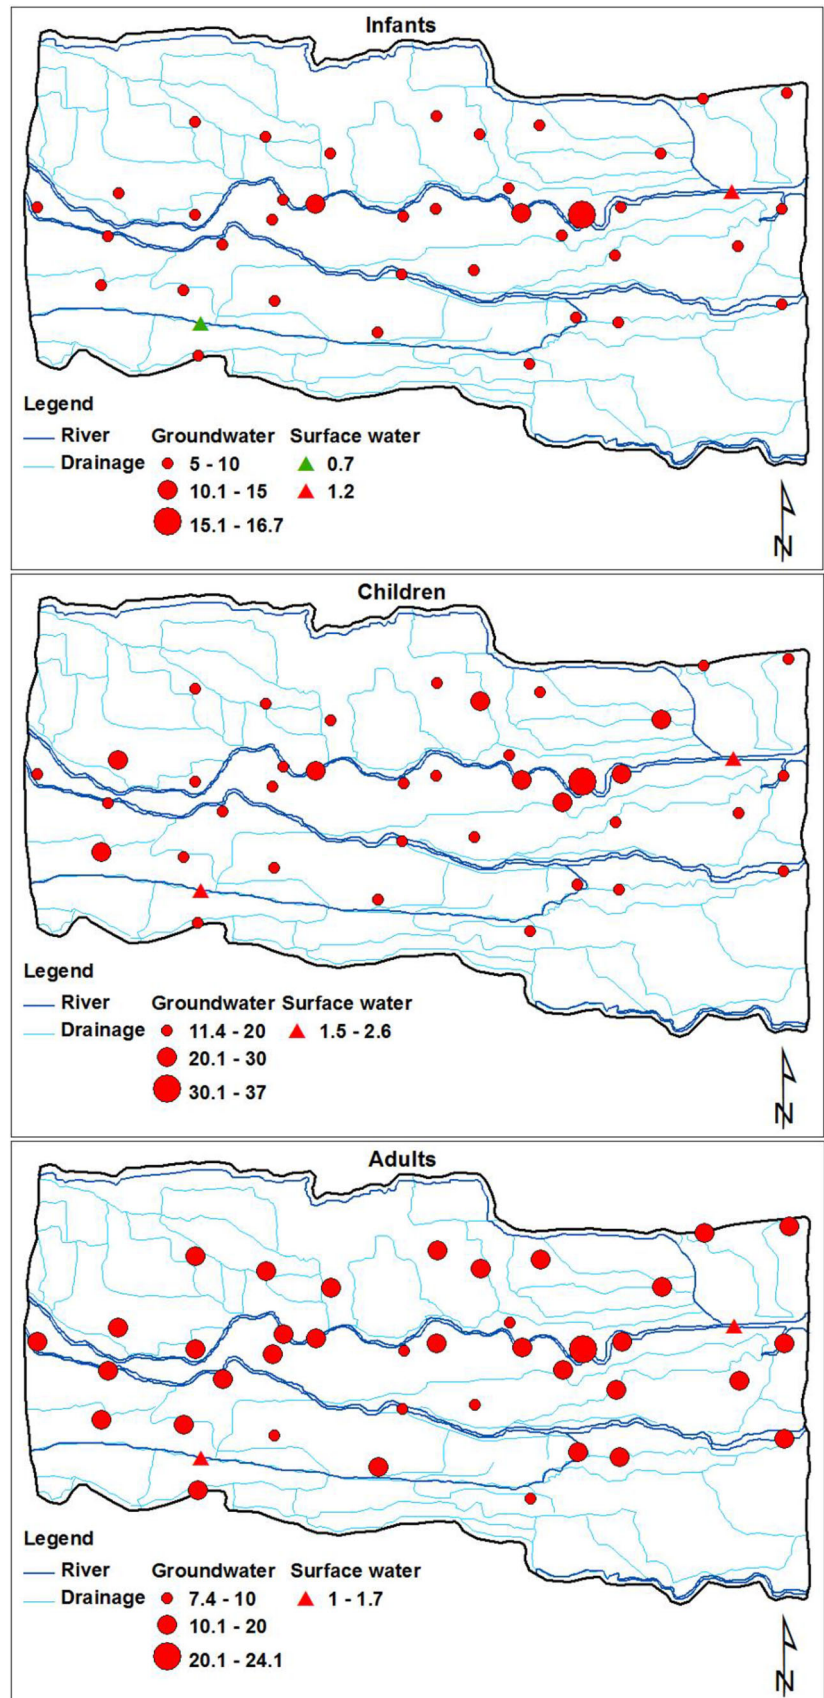 Infants
Legend
River Groundwater Surface water
Drainage 5 - 10 0.7
10.1 - 15 1.2
15.1 - 16.7
N
Children
Legend
River Groundwater Surface water
Drainage 11.4 - 20 1.5 - 2.6
20.1 - 30
30.1 - 37
N
Adults
Legend
River Groundwater Surface water
Drainage 7.4 - 10 1 - 1.7
10.1 - 20
20.1 - 24.1
N